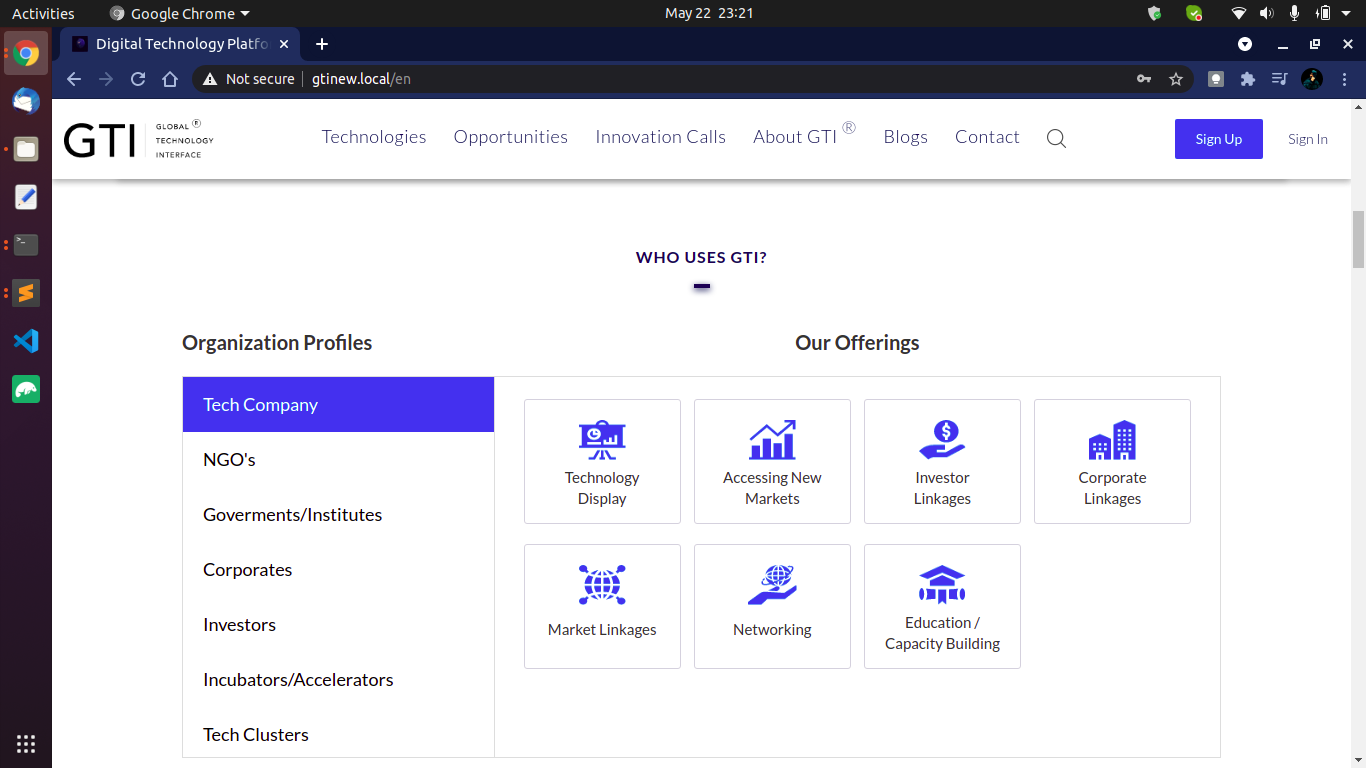 Activities
Google Chrome
May 22 23:21
Digital Technology Platfo
Not secure
gtinew.local/en
GTI
GLOBAL ®
TECHNOLOGY
INTERFACE
Technologies
Opportunities
Innovation Calls
About GTI ®
Blogs
Contact
Sign Up
Sign In
WHO USES GTI?
Organization Profiles
Our Offerings
Tech Company
NGO's
Goverments/Institutes
Corporates
Investors
Incubators/Accelerators
Tech Clusters
Technology
Display
Accessing New
Markets
Investor
Linkages
Corporate
Linkages
Market Linkages
Networking
Education /
Capacity Building